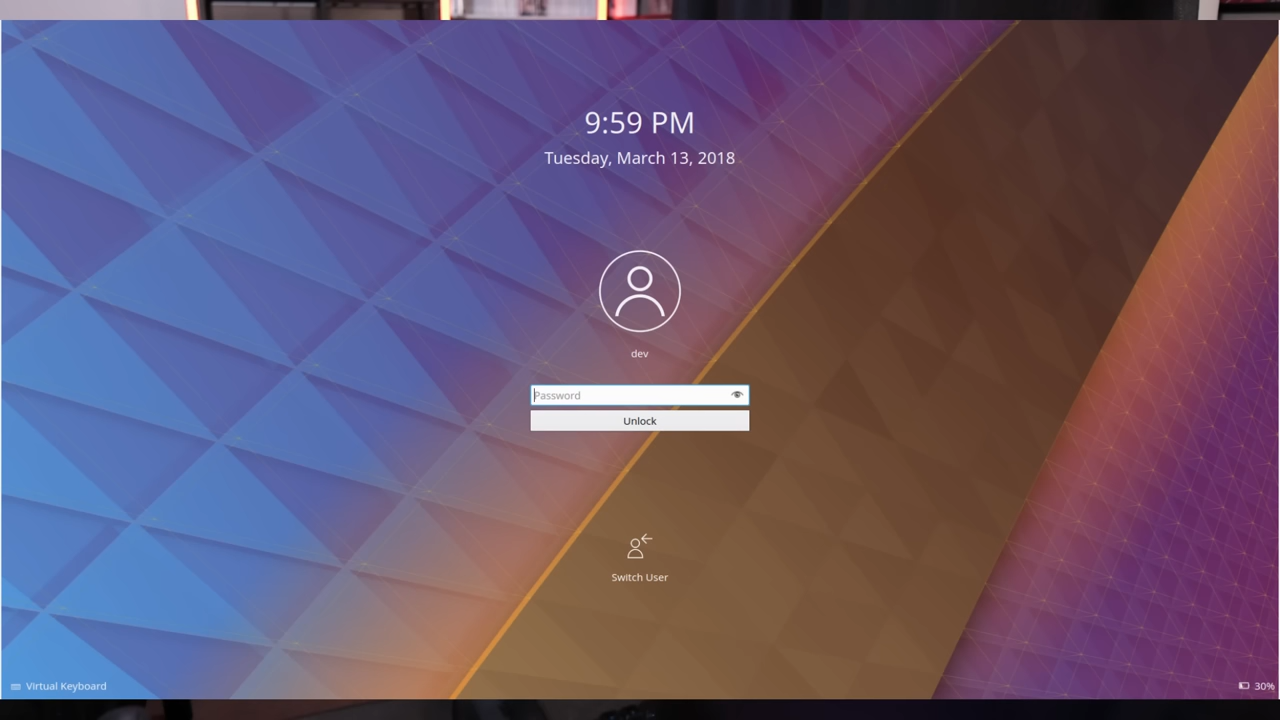 9:59 PM
Tuesday, March 13, 2018
dev
Password
Unlock
Switch User
Virtual Keyboard
30%